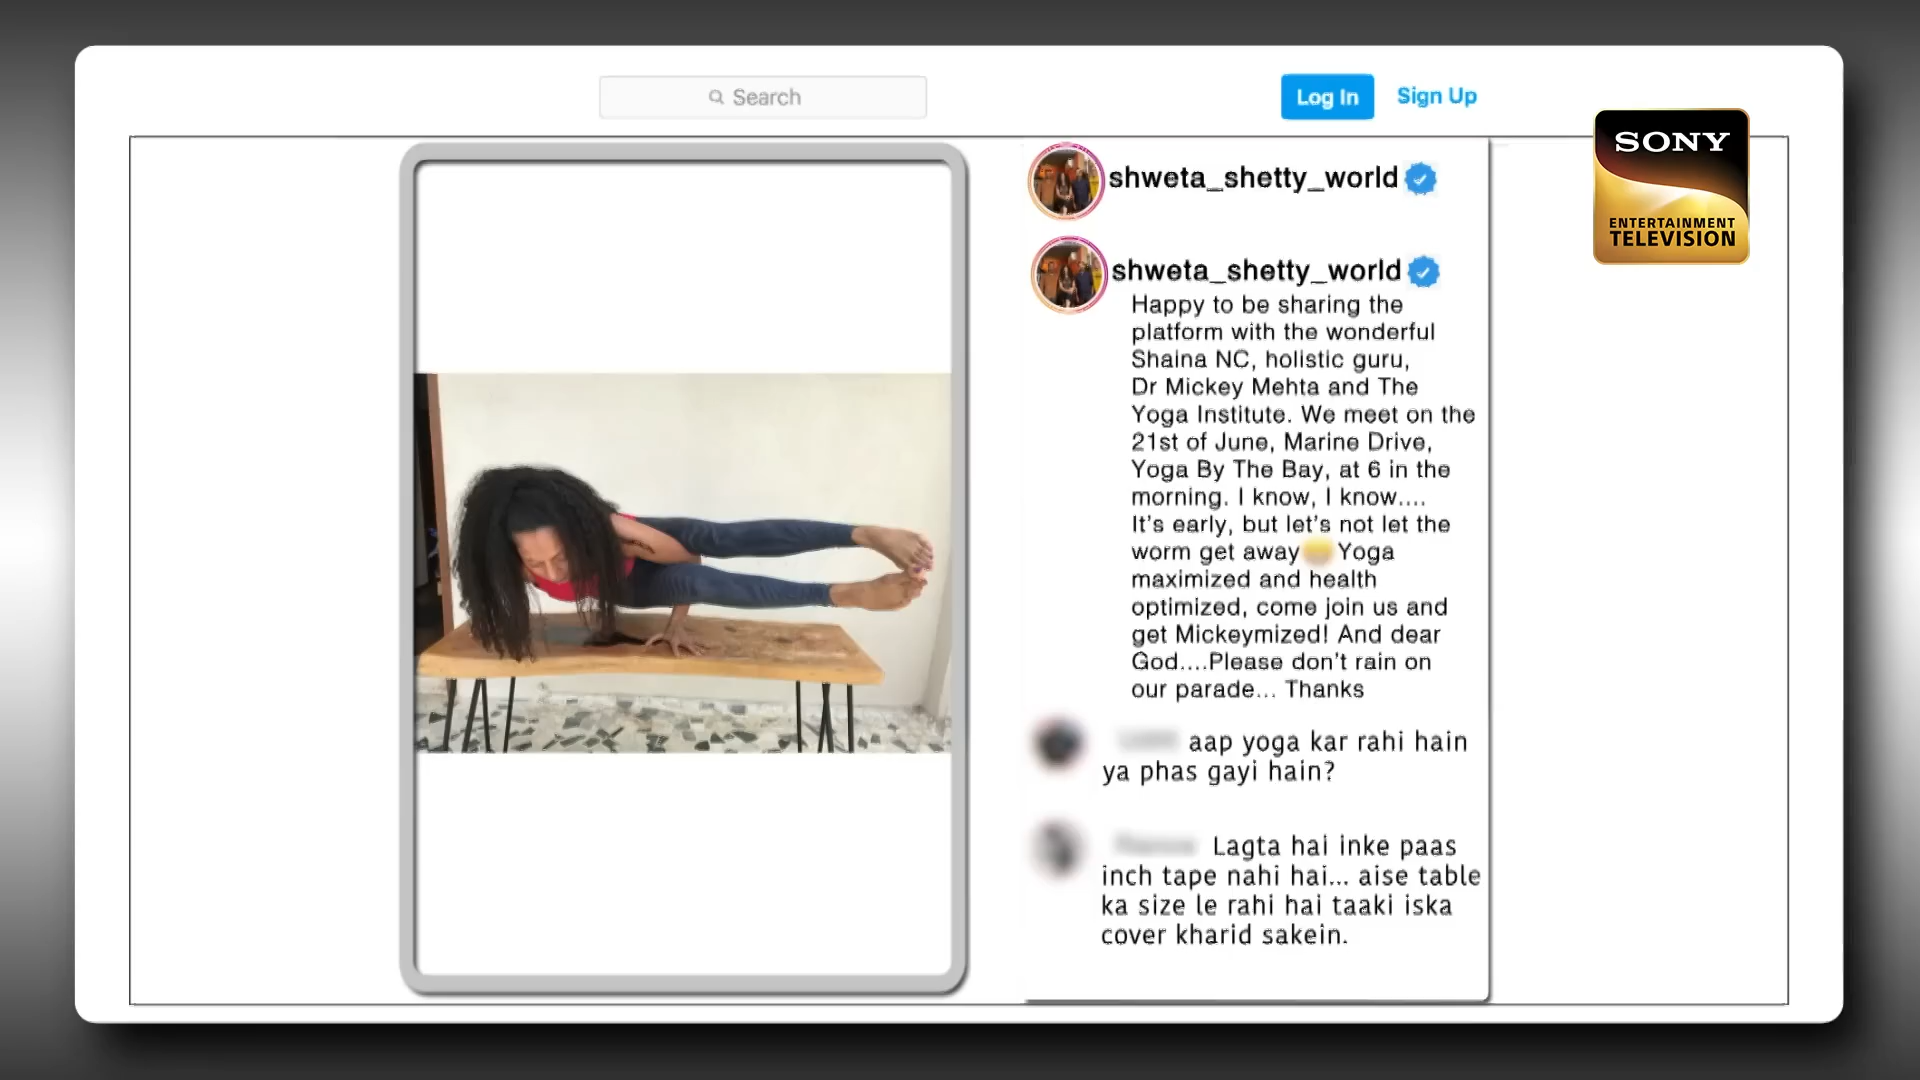 Search
Log In
Sign Up
SONY
ENTERTAINMENT
TELEVISION
shweta_shetty_world
shweta_shetty_world
Happy to be sharing the
platform with the wonderful
Shaina NC, holistic guru,
Dr Mickey Mehta and The
Yoga Institute. We meet on the
21st of June, Marine Drive,
Yoga By The Bay, at 6 in the
morning. I know, I know....
It's early, but let's not let the
worm get away Yoga
maximized and health
optimized, come join us and
get Mickeymized! And dear
God....Please don't rain on
our parade... Thanks
aap yoga kar rahi hain
ya phas gayi hain?
Lagta hai inke paas
inch tape nahi hai... aise table
ka size le rahi hai taaki iska
cover kharid sakein.